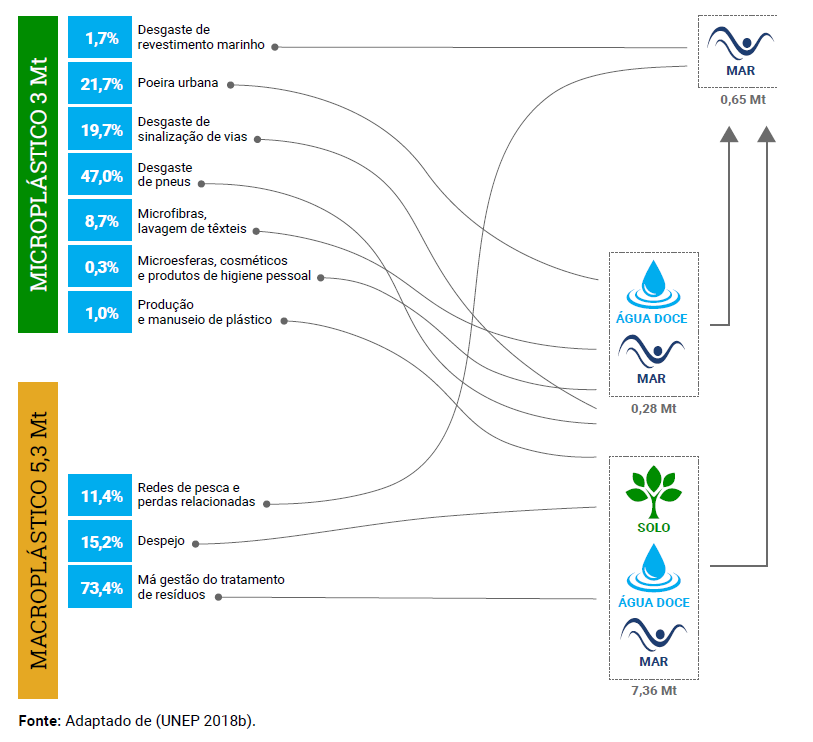 MICROPLÁSTICO 3 Mt
1,7%
Desgaste de
revestimento marinho
21,7%
Poeira urbana
19,7%
Desgaste de
sinalização de vias
47,0%
Desgaste
de pneus
8,7%
Microfibras,
lavagem de têxteis
0,3%
Microesferas, cosméticos
e produtos de higiene pessoal
1,0%
Produção
e manuseio de plástico
MACROPLÁSTICO 5,3 Mt
11,4%
Redes de pesca e
perdas relacionadas
15,2%
Despejo
73,4%
Má gestão do tratamento
de resíduos
MAR
0,65 Mt
ÁGUA DOCE
MAR
0,28 Mt
SOLO
ÁGUA DOCE
MAR
7,36 Mt
Fonte: Adaptado de (UNEP 2018b).